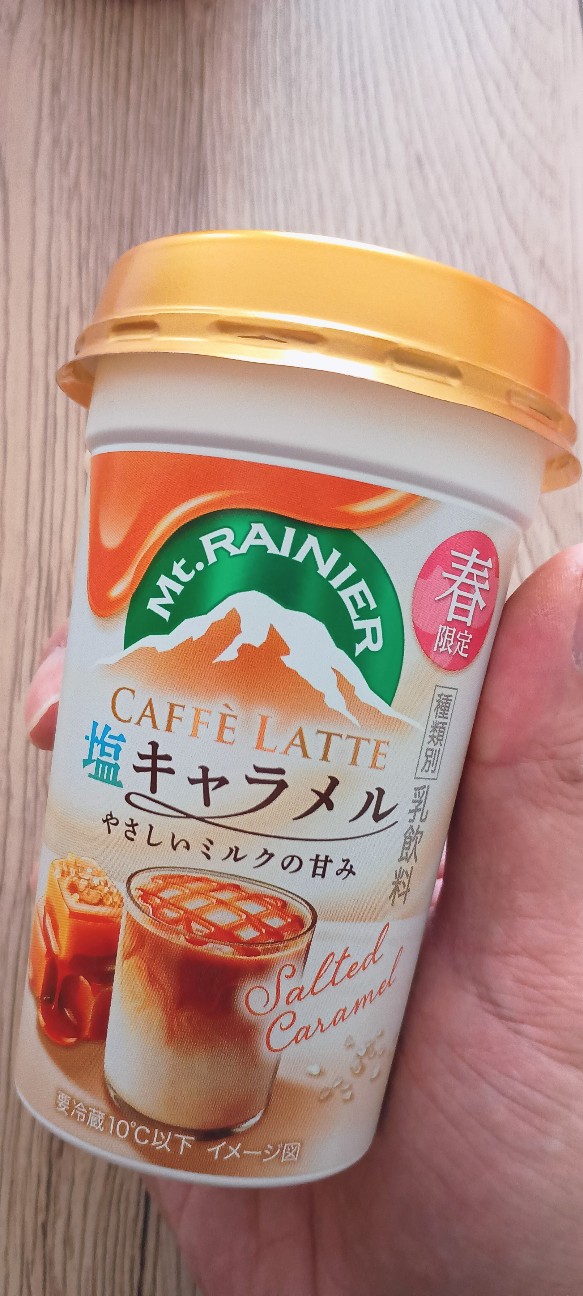 Mt. RAINIER
春
限定
CAFFÈ LATTE
塩キャラメル
やさしいミルクの甘み
種類別 乳飲料
Salted
Caramel
要冷蔵10℃以下 イメージ図